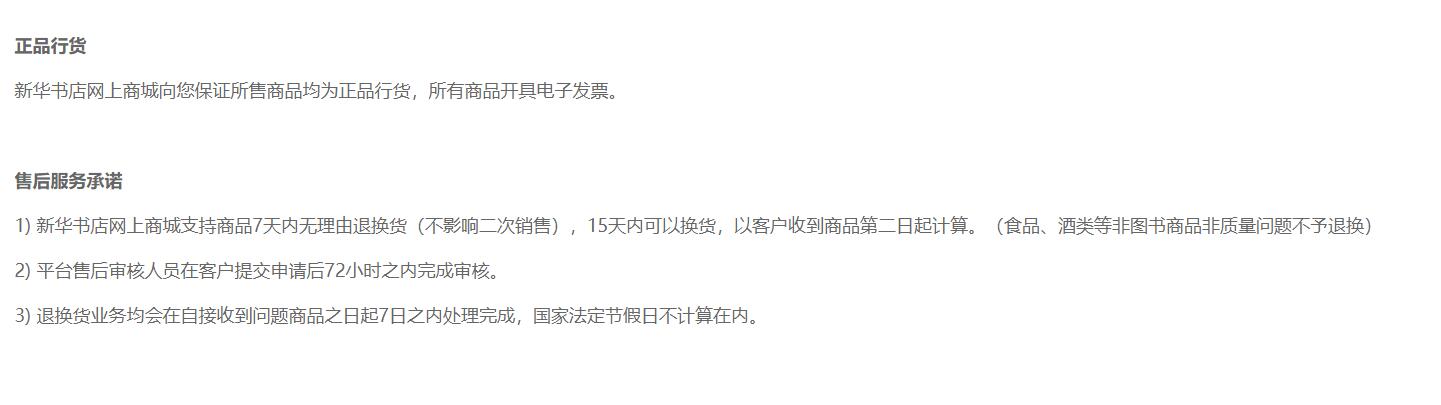 正品行货
新华书店网上商城向您保证所售商品均为正品行货，所有商品开具电子发票。
售后服务承诺
1) 新华书店网上商城支持商品7天内无理由退换货（不影响二次销售），15天内可以换货，以客户收到商品第二日起计算。（食品、酒类等非图书商品非质量问题不予退换）
2) 平台售后审核人员在客户提交申请后72小时之内完成审核。
3) 退换货业务均会在自接收到问题商品之日起7日之内处理完成，国家法定节假日不计算在内。